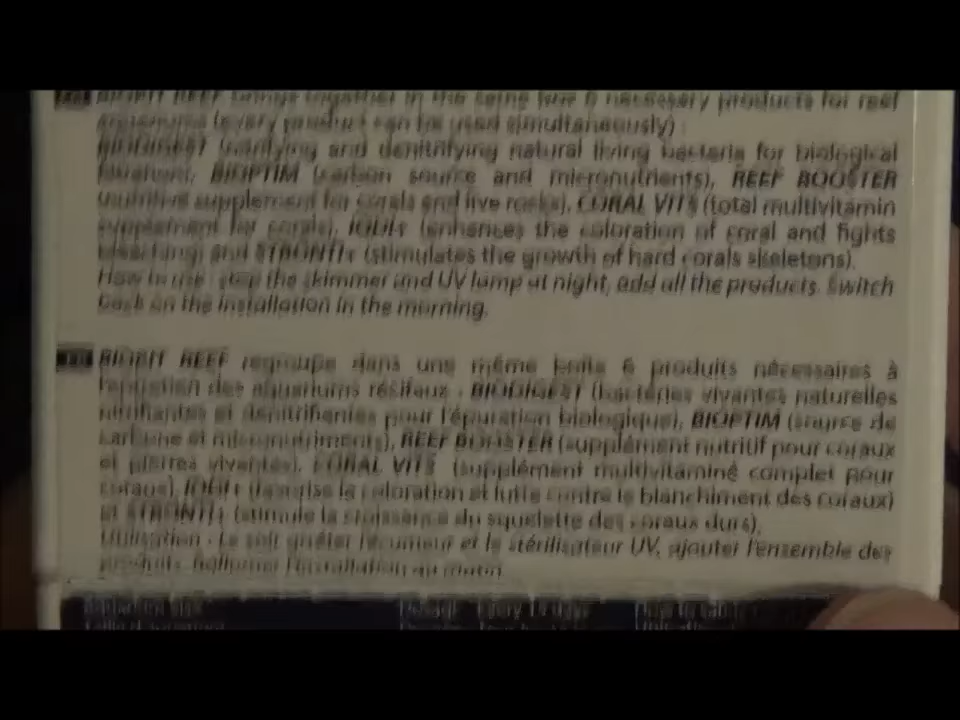 BIOKIT REEF brings together in the same box 6 necessary products for reef
aquariums (every product can be used simultaneously) :
BIODIGEST (nitrifying and denitrifying natural living bacteria for biological
filtration), BIOPTIM (carbon source and micronutrients), REEF BOOSTER
(nutritive supplement for corals and live rocks), CORAL VITS (total multivitamin
supplement for corals), IODI+ (enhances the coloration of coral and fights
bleaching) and STRONTI+ (stimulates the growth of hard corals skeletons).
How to use : stop the skimmer and UV lamp at night, add all the products. Switch
back on the installation in the morning.
BIOKIT REEF regroupe dans une même boîte 6 produits nécessaires à
l'entretien des aquariums récifaux : BIODIGEST (bactéries vivantes naturelles
nitrifiantes et dénitrifiantes pour l'épuration biologique), BIOPTIM (source de
carbone et micronutriments), REEF BOOSTER (supplément nutritif pour coraux
et pierres vivantes), CORAL VITS (supplément multivitaminé complet pour
coraux), IODI+ (favorise la coloration et lutte contre le blanchiment des coraux)
et STRONTI+ (stimule la croissance du squelette des coraux durs).
Utilisation : Le soir arrêter l'écumeur et le stérilisateur UV, ajouter l'ensemble des
produits. Rallumer l'installation au matin.